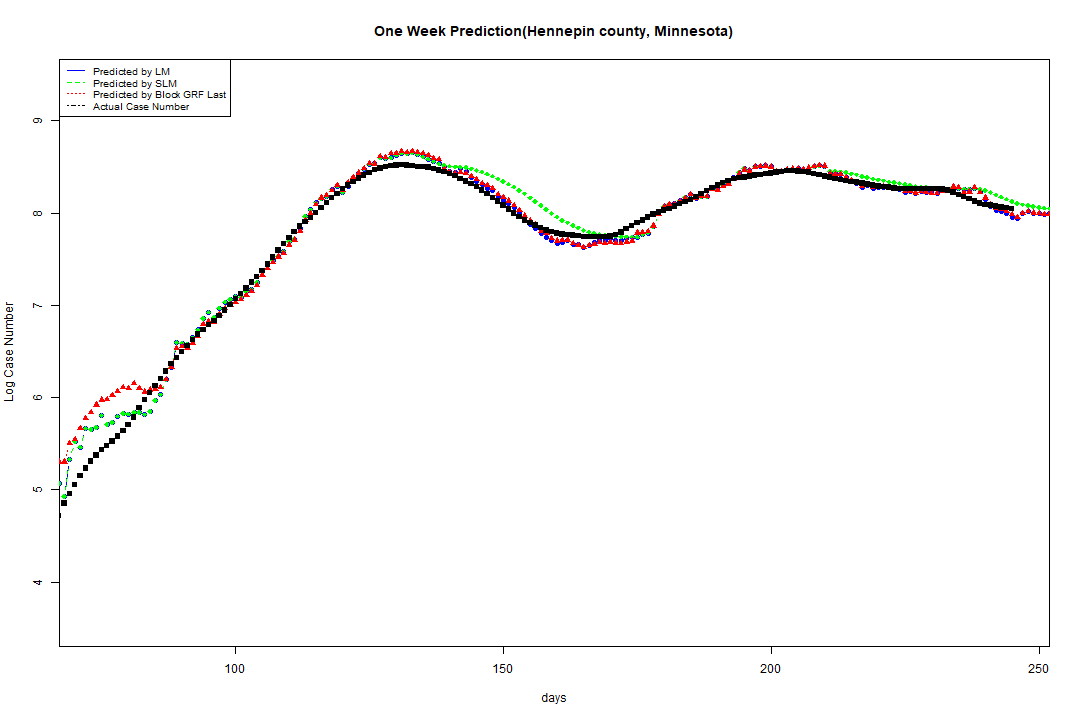 One Week Prediction(Hennepin county, Minnesota)
Predicted by LM
Predicted by SLM
Predicted by Block GRF Last
Actual Case Number
9
8
7
6
5
4
Log Case Number
100
150
200
250
days